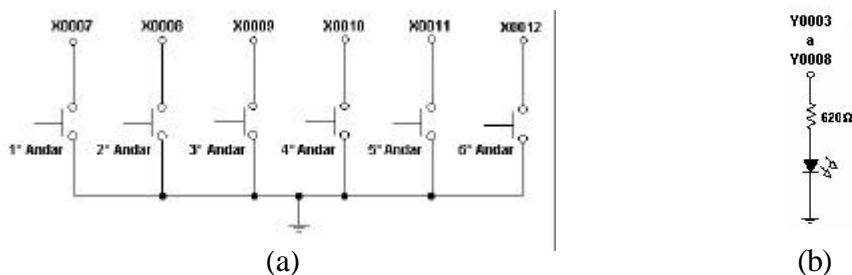 X0007 X0008 X0009 X0010 X0011 X0012
1° Andar 2° Andar 3° Andar 4° Andar 5° Andar 6° Andar
(a)
Y0003
a
Y0008
620Ω
(b)